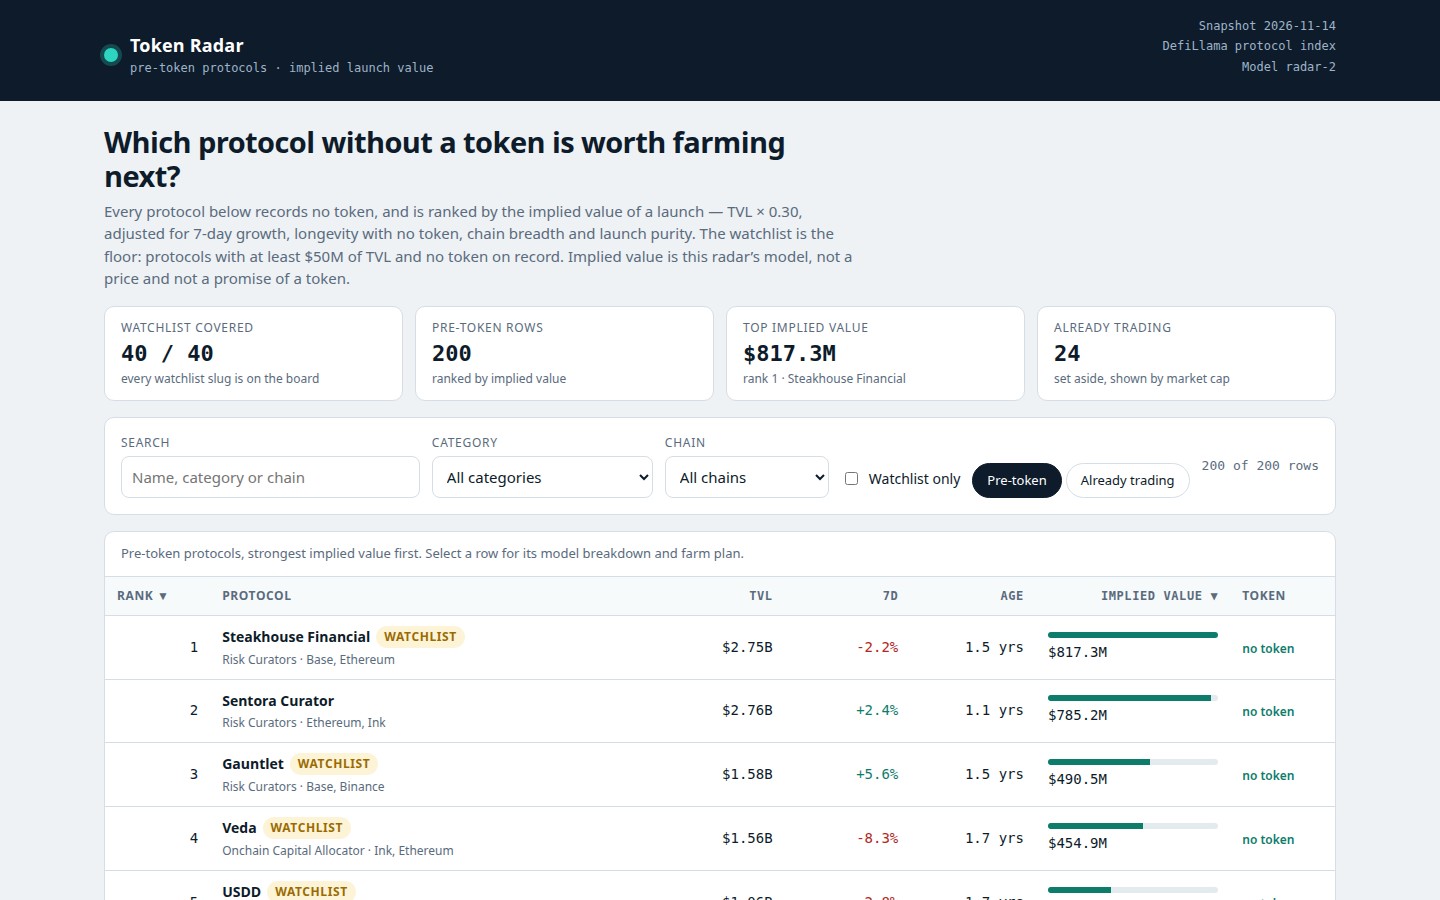 Token Radar
pre-token protocols · implied launch value
Snapshot 2026-11-14
DefiLlama protocol index
Model radar-2
Which protocol without a token is worth farming
next?
Every protocol below records no token, and is ranked by the implied value of a launch — TVL × 0.30,
adjusted for 7-day growth, longevity with no token, chain breadth and launch purity. The watchlist is the
floor: protocols with at least $50M of TVL and no token on record. Implied value is this radar’s model, not a
price and not a promise of a token.
WATCHLIST COVERED
40 / 40
every watchlist slug is on the board
PRE-TOKEN ROWS
200
ranked by implied value
TOP IMPLIED VALUE
$817.3M
rank 1 · Steakhouse Financial
ALREADY TRADING
24
set aside, shown by market cap
SEARCH
Name, category or chain
CATEGORY
All categories
CHAIN
All chains
Watchlist only
Pre-token
Already trading
200 of 200 rows
Pre-token protocols, strongest implied value first. Select a row for its model breakdown and farm plan.
RANK ▼ PROTOCOL TVL 7D AGE IMPLIED VALUE ▼ TOKEN
1 Steakhouse Financial WATCHLIST $2.75B -2.2% 1.5 yrs $817.3M no token
Risk Curators · Base, Ethereum
2 Sentora Curator $2.76B +2.4% 1.1 yrs $785.2M no token
Risk Curators · Ethereum, Ink
3 Gauntlet WATCHLIST $1.58B +5.6% 1.5 yrs $490.5M no token
Risk Curators · Base, Binance
4 Veda WATCHLIST $1.56B -8.3% 1.7 yrs $454.9M no token
Onchain Capital Allocator · Ink, Ethereum
USDD WATCHLIST